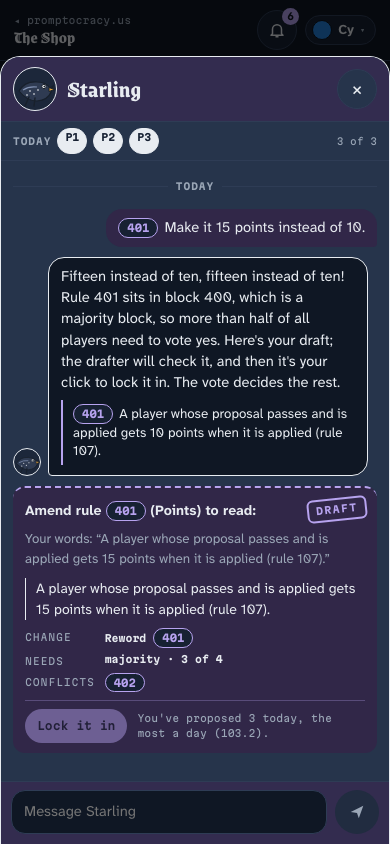 promptocracy.us
The Shop
6
Cy
Starling
×
TODAY P1 P2 P3 3 of 3
TODAY
401 Make it 15 points instead of 10.
Fifteen instead of ten, fifteen instead of ten!
Rule 401 sits in block 400, which is a
majority block, so more than half of all
players need to vote yes. Here's your draft;
the drafter will check it, and then it's your
click to lock it in. The vote decides the rest.
401 A player whose proposal passes and is
applied gets 10 points when it is applied (rule
107).
Amend rule 401 (Points) to read:
DRAFT
Your words: “A player whose proposal passes and is
applied gets 15 points when it is applied (rule 107).”
A player whose proposal passes and is applied gets
15 points when it is applied (rule 107).
CHANGE Reword 401
NEEDS majority · 3 of 4
CONFLICTS 402
Lock it in
You've proposed 3 today, the
most a day (103.2).
Message Starling